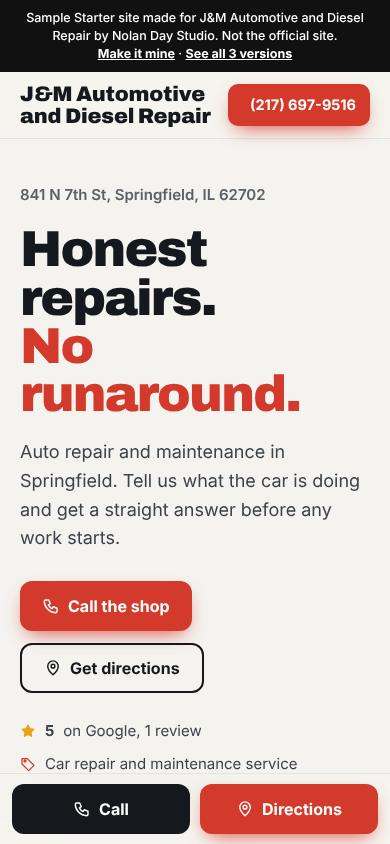 Sample Starter site made for J&M Automotive and Diesel
Repair by Nolan Day Studio. Not the official site.
Make it mine · See all 3 versions
J&M Automotive
and Diesel Repair
(217) 697-9516
841 N 7th St, Springfield, IL 62702
Honest
repairs.
No
runaround.
Auto repair and maintenance in
Springfield. Tell us what the car is doing
and get a straight answer before any
work starts.
Call the shop
Get directions
5 on Google, 1 review
Car repair and maintenance service
Call
Directions